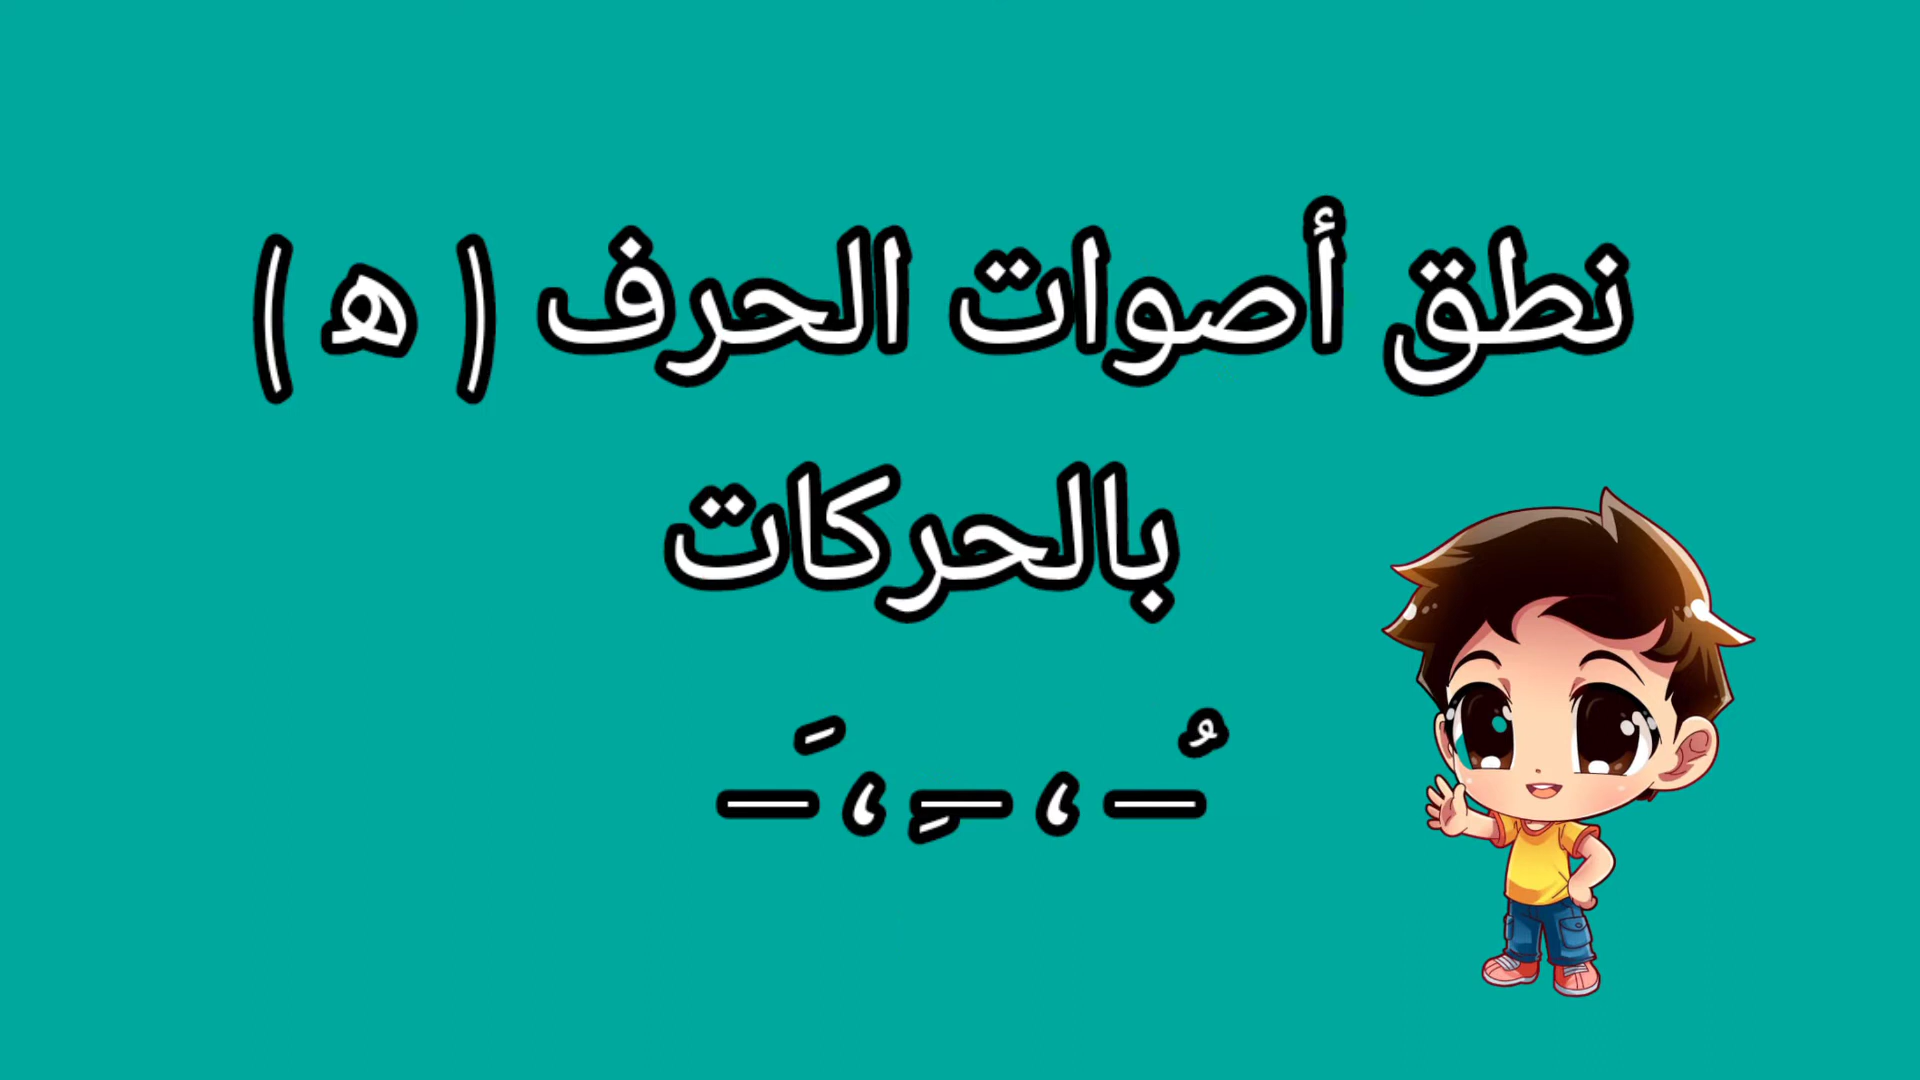 نطق أصوات الحرف ( ه )
بالحركات
ـُ ، ـِ ، ـَ